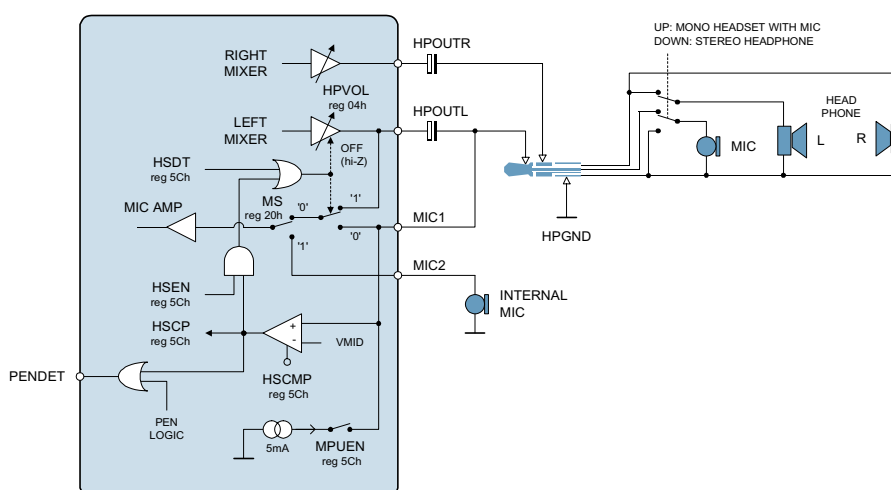 UP: MONO HEADSET WITH MIC
DOWN: STEREO HEADPHONE
HPOUTR
RIGHT
MIXER
HPVOL
reg 04h
HPOUTL
LEFT
MIXER
OFF
(hi-Z)
HEAD
PHONE
L
R
MIC
HSDT
reg 5Ch
MS
reg 20h
'0'
'1'
MIC AMP
MIC1
'0'
'1'
HPGND
MIC2
HSEN
reg 5Ch
INTERNAL
MIC
HSCP
reg 5Ch
+
-
VMID
HSCMP
reg 5Ch
PENDET
PEN
LOGIC
5mA
MPUEN
reg 5Ch